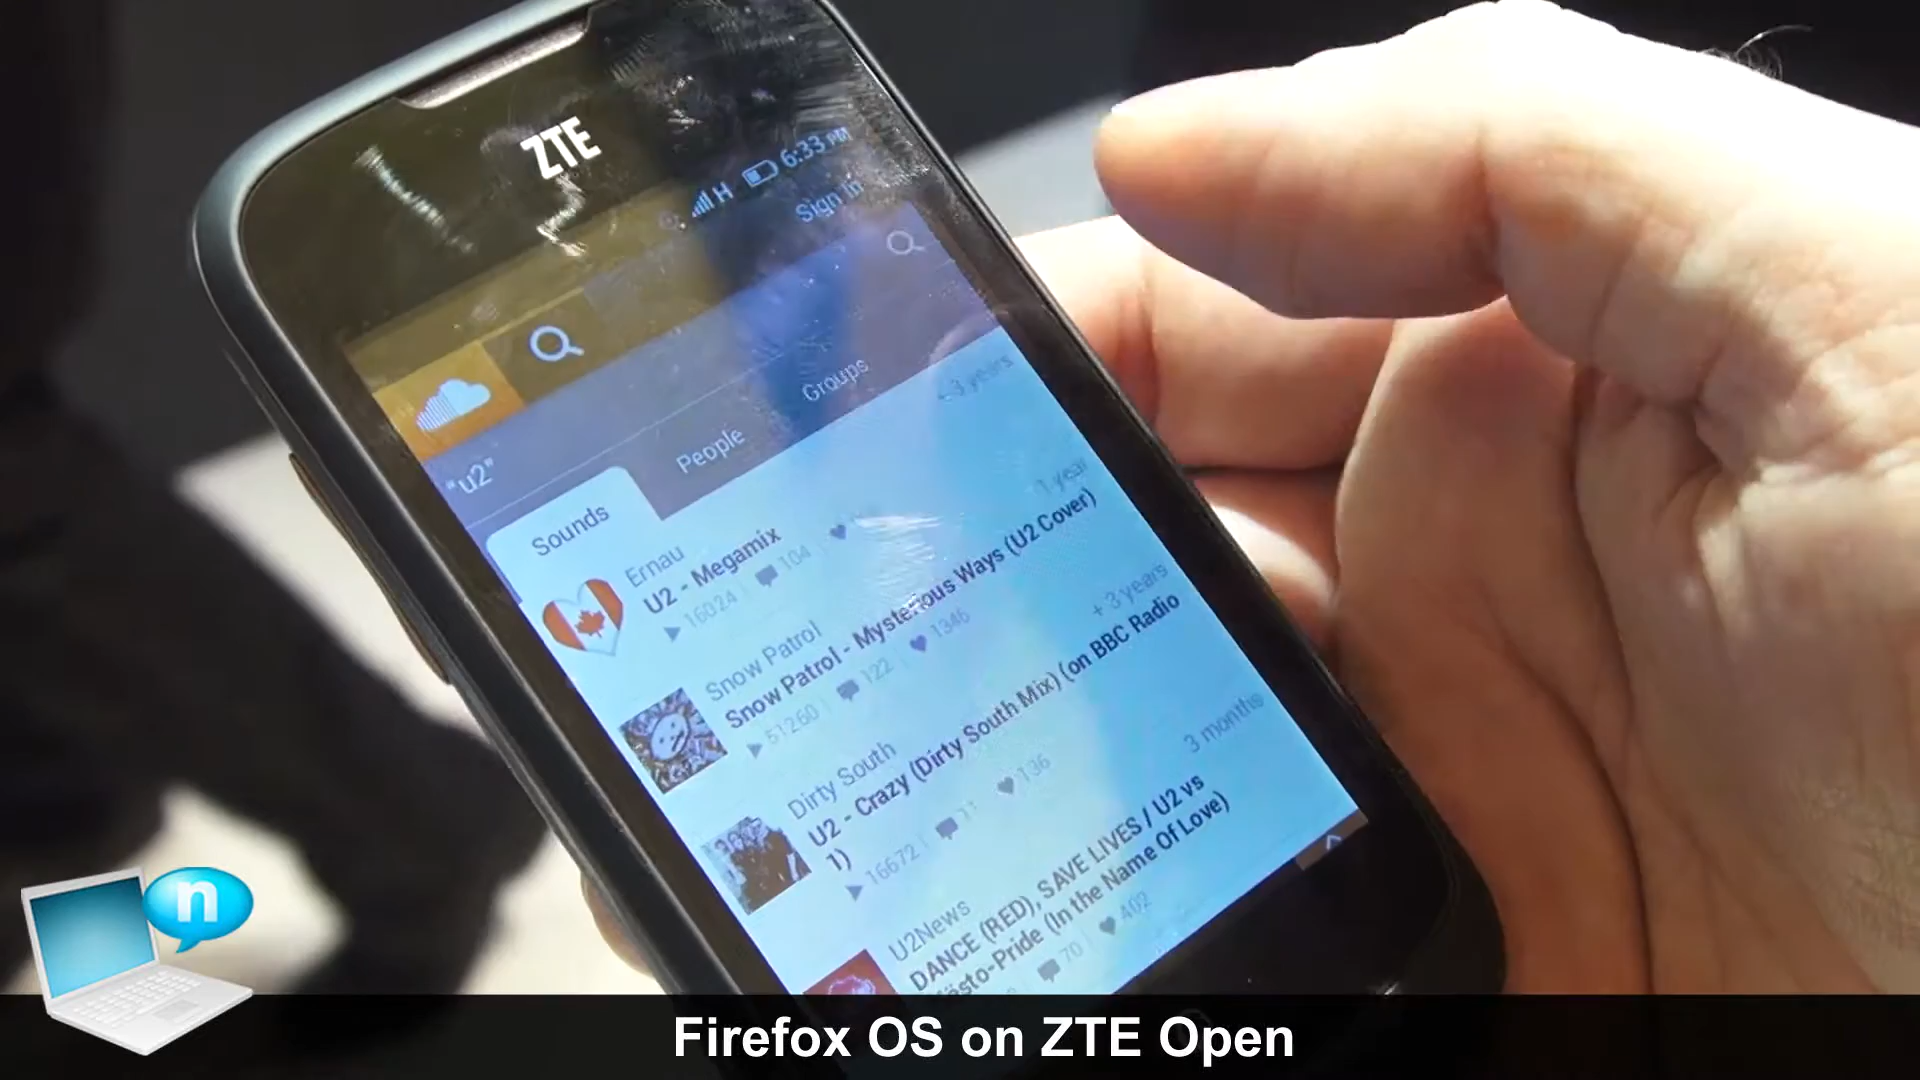 ZTE
H 6:33 PM
Sign in
"u2"
Sounds
People
Groups
+3 years
Ernau
U2 - Megamix
16024 104
1 year
Snow Patrol
Snow Patrol - Mysterious Ways (U2 Cover)
51260 122 1346
+3 years
Dirty South
U2 - Crazy (Dirty South Mix) (on BBC Radio
1)
16672 11 136
3 months
U2News
DANCE (RED), SAVE LIVES / U2 vs
Tiësto-Pride (In the Name Of Love)
70 402
n
Firefox OS on ZTE Open